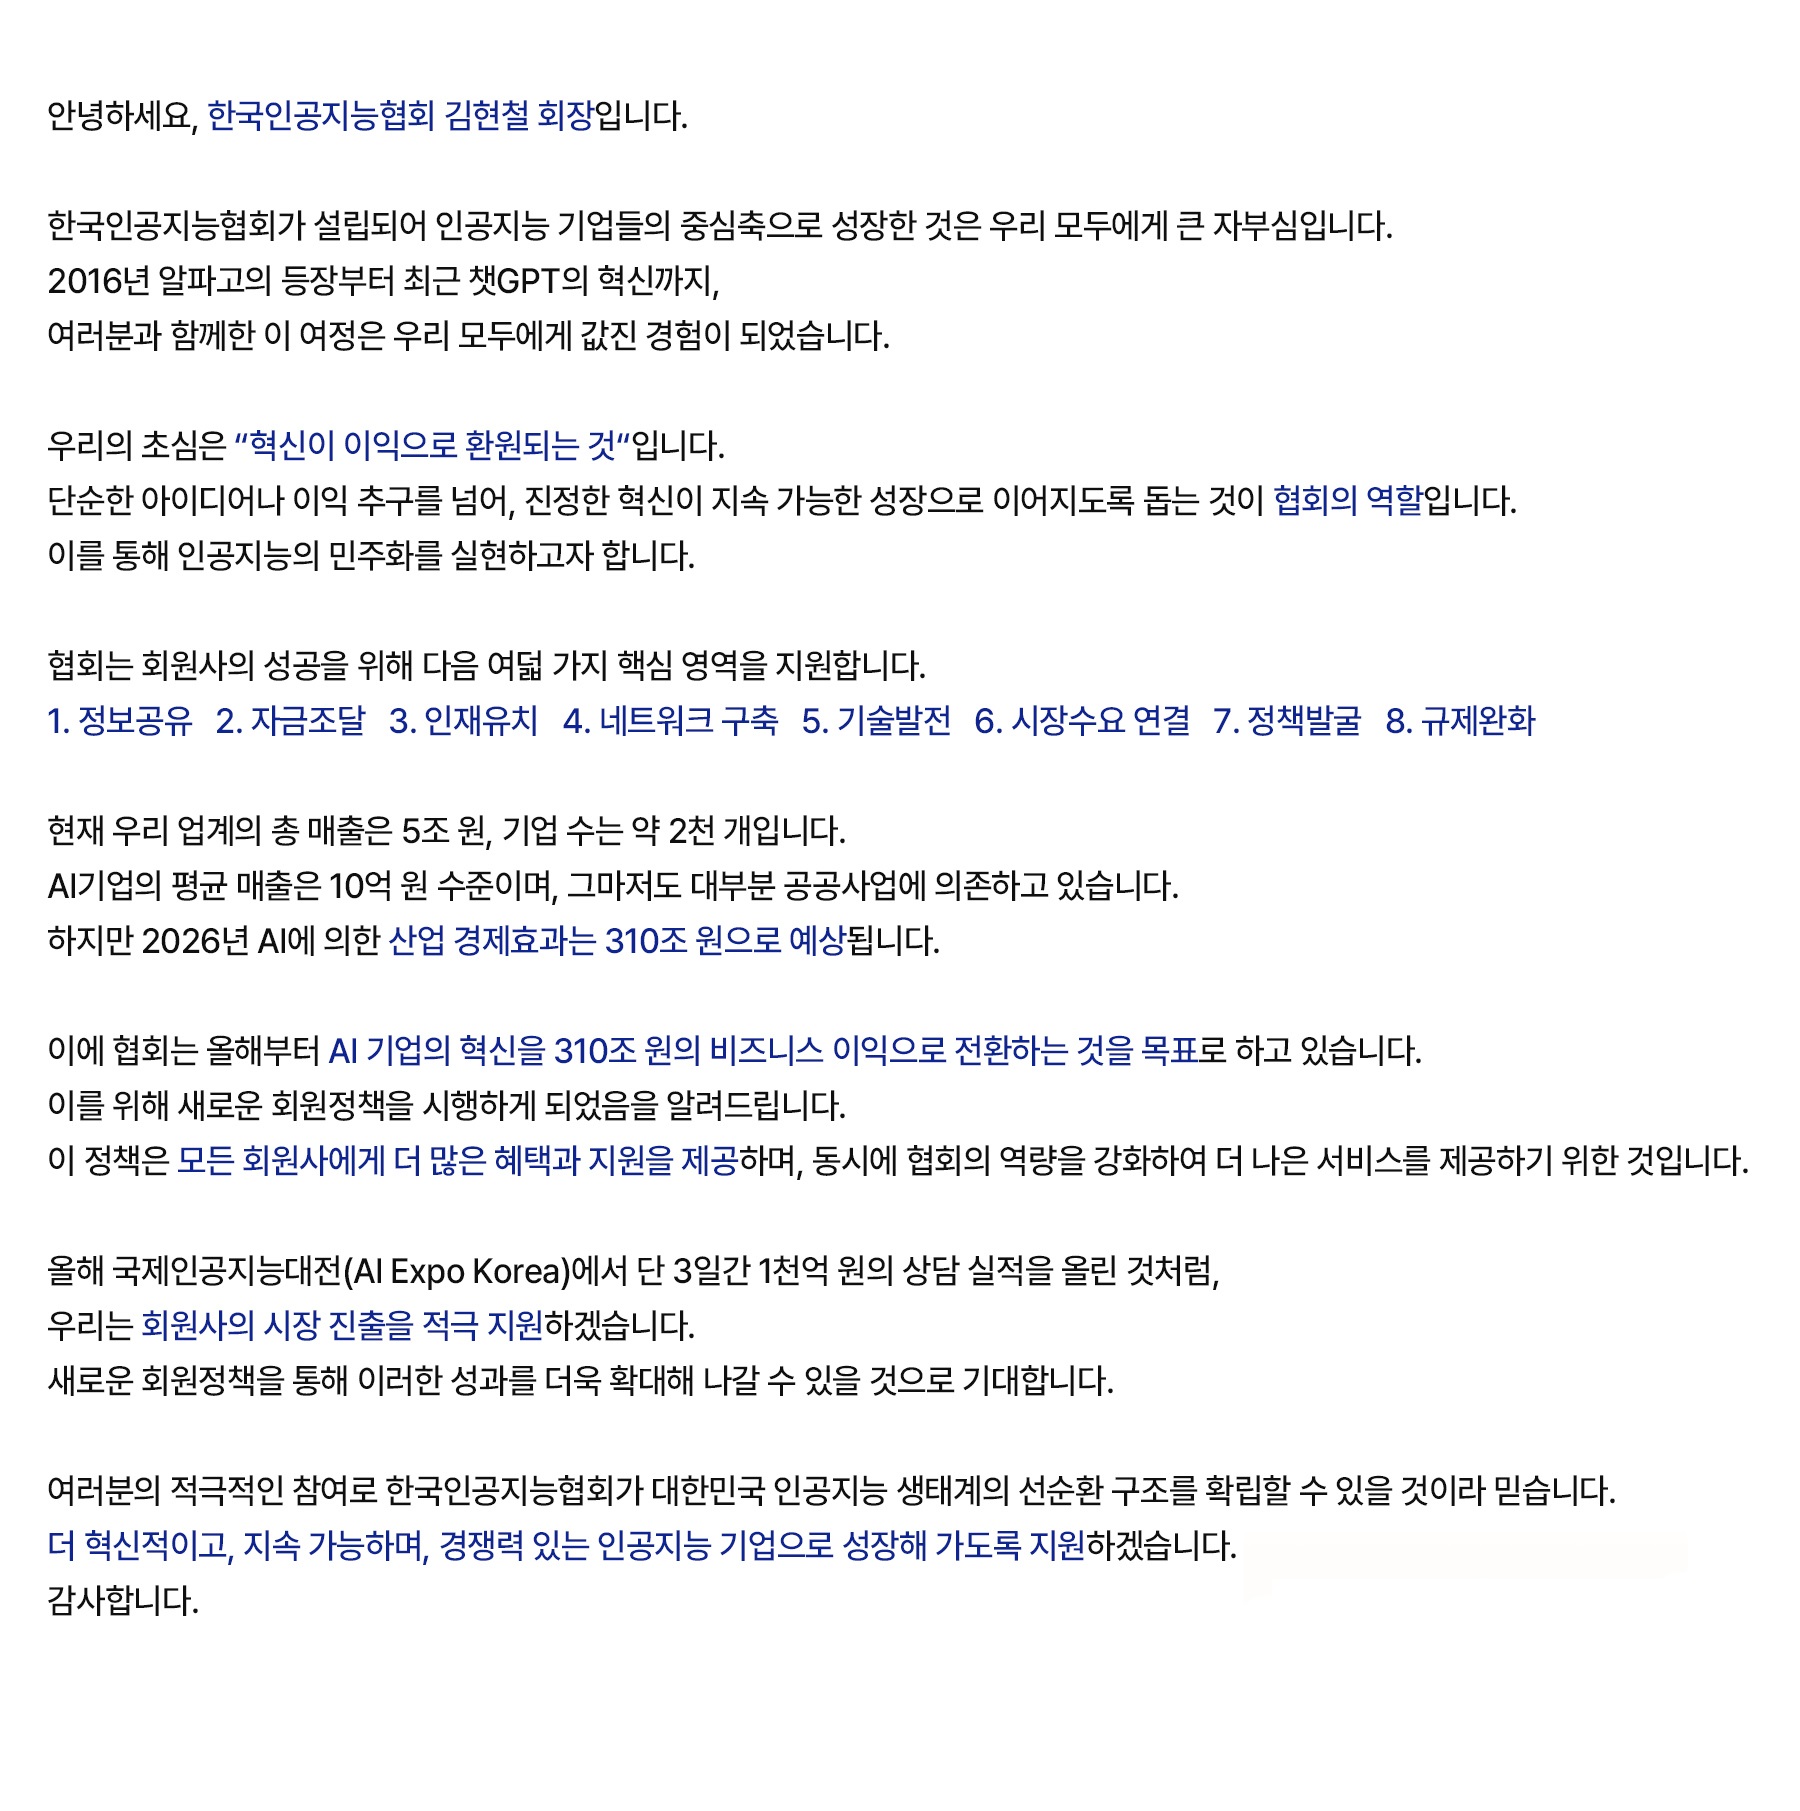 안녕하세요, 한국인공지능협회 김현철 회장입니다.
한국인공지능협회가 설립되어 인공지능 기업들의 중심축으로 성장한 것은 우리 모두에게 큰 자부심입니다.
2016년 알파고의 등장부터 최근 챗GPT의 혁신까지,
여러분과 함께한 이 여정은 우리 모두에게 값진 경험이 되었습니다.
우리의 초심은 “혁신이 이익으로 환원되는 것“입니다.
단순한 아이디어나 이익 추구를 넘어, 진정한 혁신이 지속 가능한 성장으로 이어지도록 돕는 것이 협회의 역할입니다.
이를 통해 인공지능의 민주화를 실현하고자 합니다.
협회는 회원사의 성공을 위해 다음 여덟 가지 핵심 영역을 지원합니다.
1. 정보공유 2. 자금조달 3. 인재유치 4. 네트워크 구축 5. 기술발전 6. 시장수요 연결 7. 정책발굴 8. 규제완화
현재 우리 업계의 총 매출은 5조 원, 기업 수는 약 2천 개입니다.
AI기업의 평균 매출은 10억 원 수준이며, 그마저도 대부분 공공사업에 의존하고 있습니다.
하지만 2026년 AI에 의한 산업 경제효과는 310조 원으로 예상됩니다.
이에 협회는 올해부터 AI 기업의 혁신을 310조 원의 비즈니스 이익으로 전환하는 것을 목표로 하고 있습니다.
이를 위해 새로운 회원정책을 시행하게 되었음을 알려드립니다.
이 정책은 모든 회원사에게 더 많은 혜택과 지원을 제공하며, 동시에 협회의 역량을 강화하여 더 나은 서비스를 제공하기 위한 것입니다.
올해 국제인공지능대전(AI Expo Korea)에서 단 3일간 1천억 원의 상담 실적을 올린 것처럼,
우리는 회원사의 시장 진출을 적극 지원하겠습니다.
새로운 회원정책을 통해 이러한 성과를 더욱 확대해 나갈 수 있을 것으로 기대합니다.
여러분의 적극적인 참여로 한국인공지능협회가 대한민국 인공지능 생태계의 선순환 구조를 확립할 수 있을 것이라 믿습니다.
더 혁신적이고, 지속 가능하며, 경쟁력 있는 인공지능 기업으로 성장해 가도록 지원하겠습니다.
감사합니다.